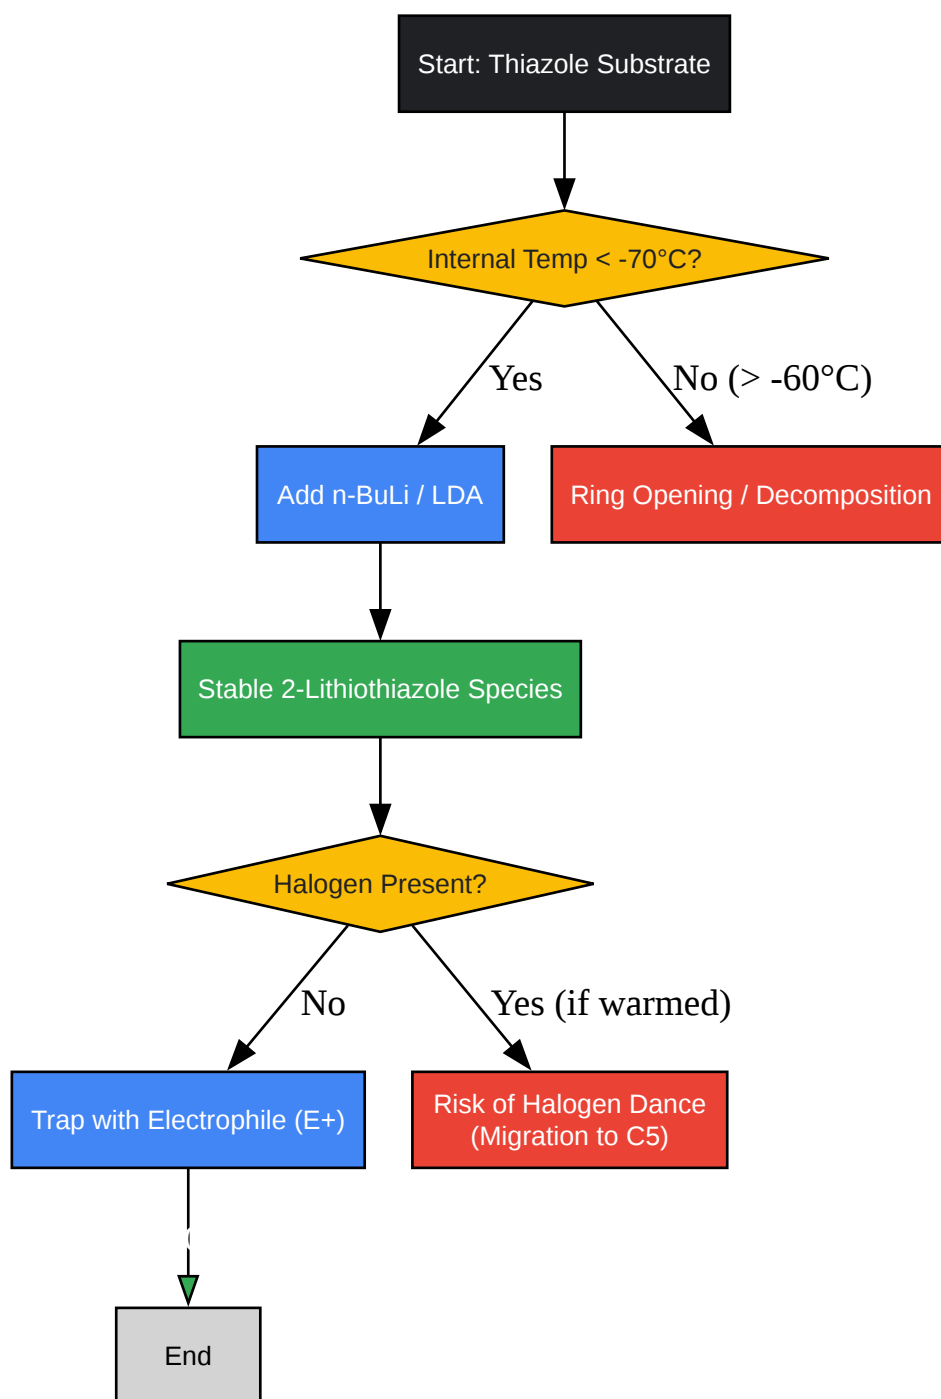 Start: Thiazole Substrate
Internal Temp < -70°C?
Yes
No (> -60°C)
Add n-BuLi / LDA
Ring Opening / Decomposition
Stable 2-Lithiothiazole Species
Halogen Present?
No
Yes (if warmed)
Trap with Electrophile (E+)
Risk of Halogen Dance
(Migration to C5)
End